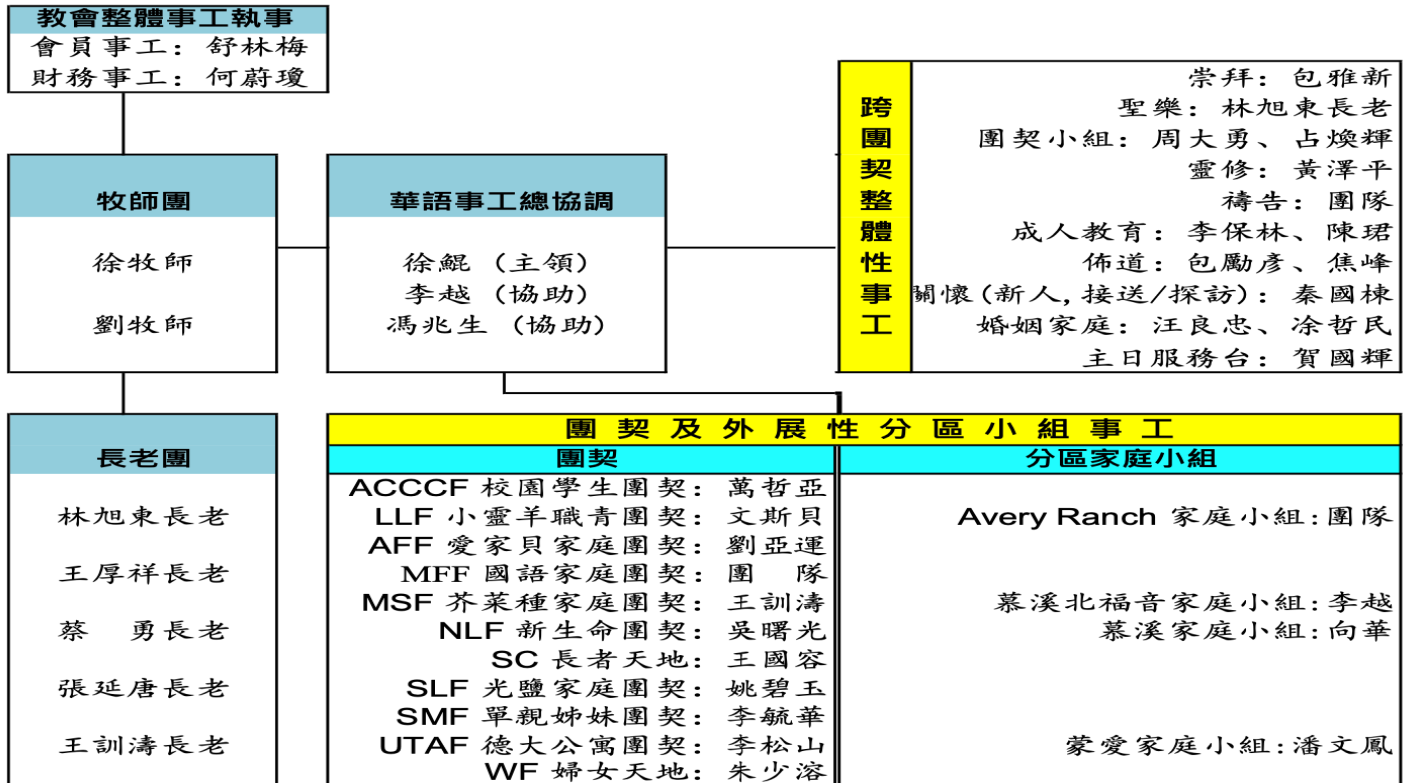 教會整體事工執事
會員事工: 舒林梅
財務事工: 何蔚瓊
牧師團
徐牧師
劉牧師
華語事工總協調
徐鯤 (主領)
李越 (協助)
馮兆生 (協助)
跨團契整體性事工
崇拜: 包雅新
聖樂: 林旭東長老
團契小組: 周大勇、占煥輝
靈修: 黃澤平
禱告: 團隊
成人教育: 李保林、陳珺
佈道: 包勵彥、焦峰
關懷(新人,接送/探訪): 秦國棟
婚姻家庭: 汪良忠、涂哲民
主日服務台: 賀國輝
長老團
林旭東長老
王厚祥長老
蔡 勇長老
張延唐長老
王訓濤長老
團契及外展性分區小組事工
團契
ACCCF 校園學生團契: 萬哲亞
LLF 小靈羊職青團契: 文斯貝
AFF 愛家貝家庭團契: 劉亞運
MFF 國語家庭團契: 團 隊
MSF 芥菜種家庭團契: 王訓濤
NLF 新生命團契: 吳曙光
SC 長者天地: 王國容
SLF 光鹽家庭團契: 姚碧玉
SMF 單親姊妹團契: 李毓華
UTAF 德大公寓團契: 李松山
WF 婦女天地: 朱少溶
分區家庭小組
Avery Ranch 家庭小組:團隊
慕溪北福音家庭小組:李越
慕溪家庭小組:向華
蒙愛家庭小組:潘文鳳